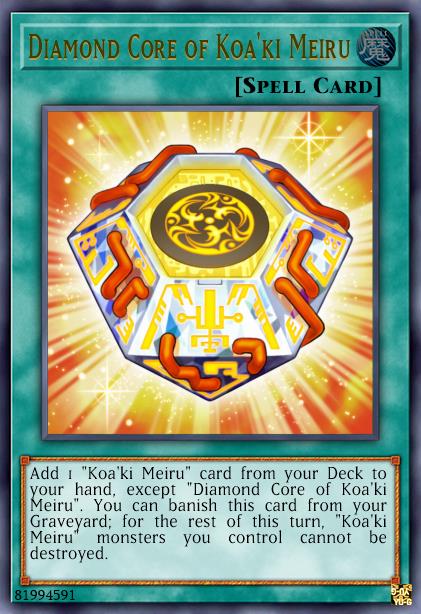 Diamond Core of Koa'ki Meiru 魔
[Spell Card]
Add 1 "Koa'ki Meiru" card from your Deck to
your hand, except "Diamond Core of Koa'ki
Meiru". You can banish this card from your
Graveyard; for the rest of this turn, "Koa'ki
Meiru" monsters you control cannot be
destroyed.
81994591